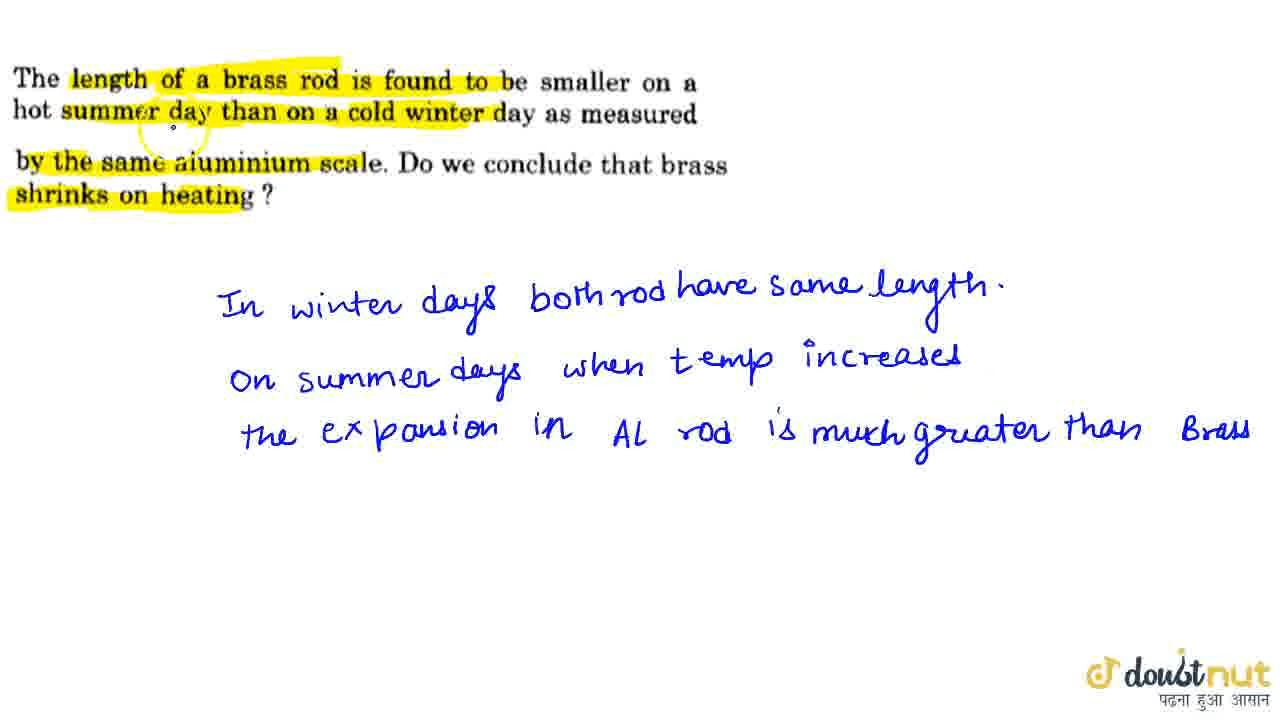 The length of a brass rod is found to be smaller on a
hot summer day than on a cold winter day as measured
by the same aluminium scale. Do we conclude that brass
shrinks on heating ?
In winter days both rod have same length.
On summer days when temp increases
the expansion in AL rod is much greater than Brass
doubtnut
पढ़ना हुआ आसान